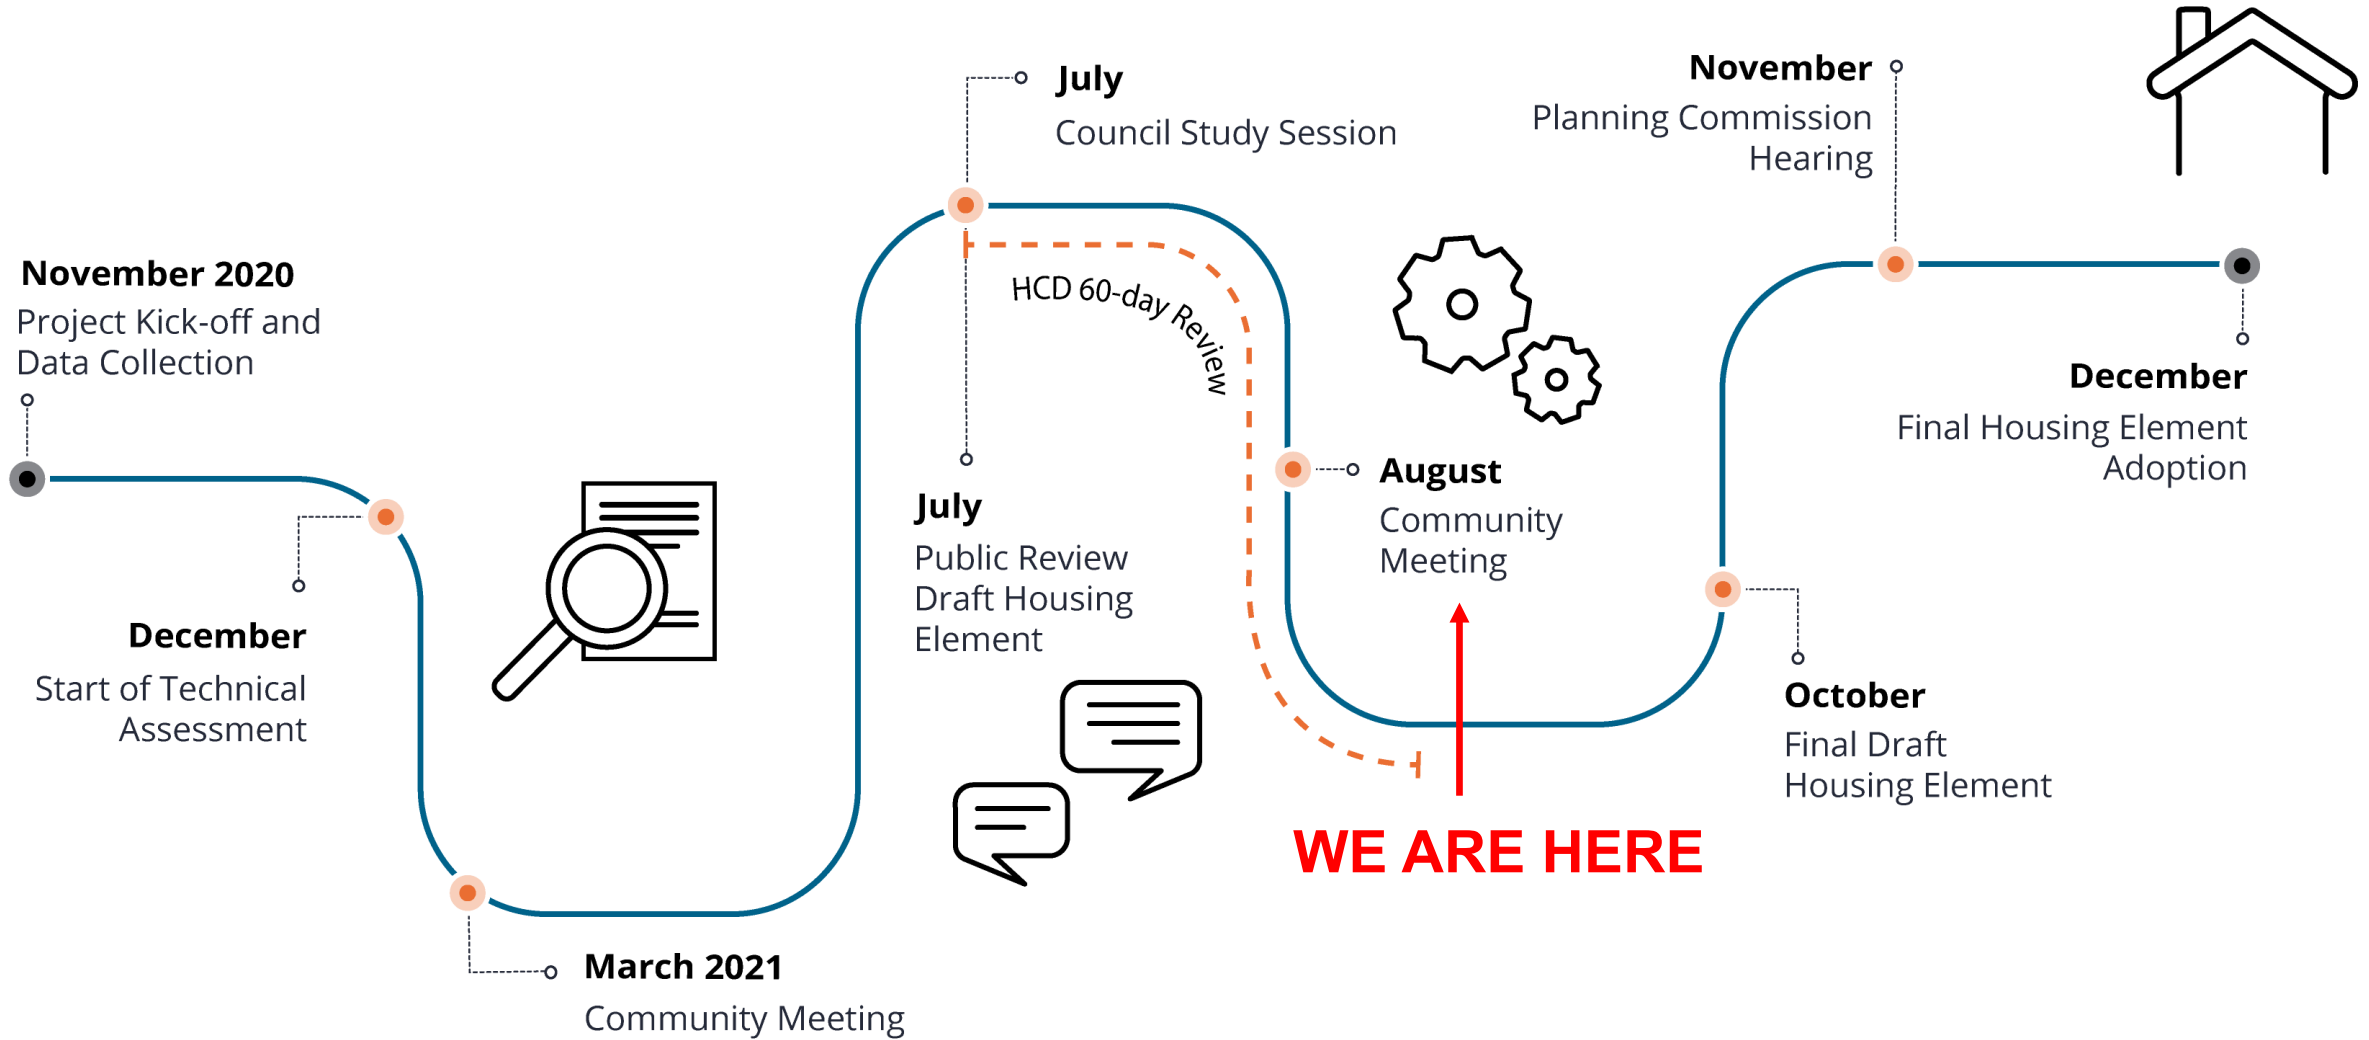 November 2020
Project Kick-off and
Data Collection
December
Start of Technical
Assessment
March 2021
Community Meeting
July
Council Study Session
HCD 60-day Review
July
Public Review
Draft Housing
Element
August
Community
Meeting
WE ARE HERE
October
Final Draft
Housing Element
November
Planning Commission
Hearing
December
Final Housing Element
Adoption